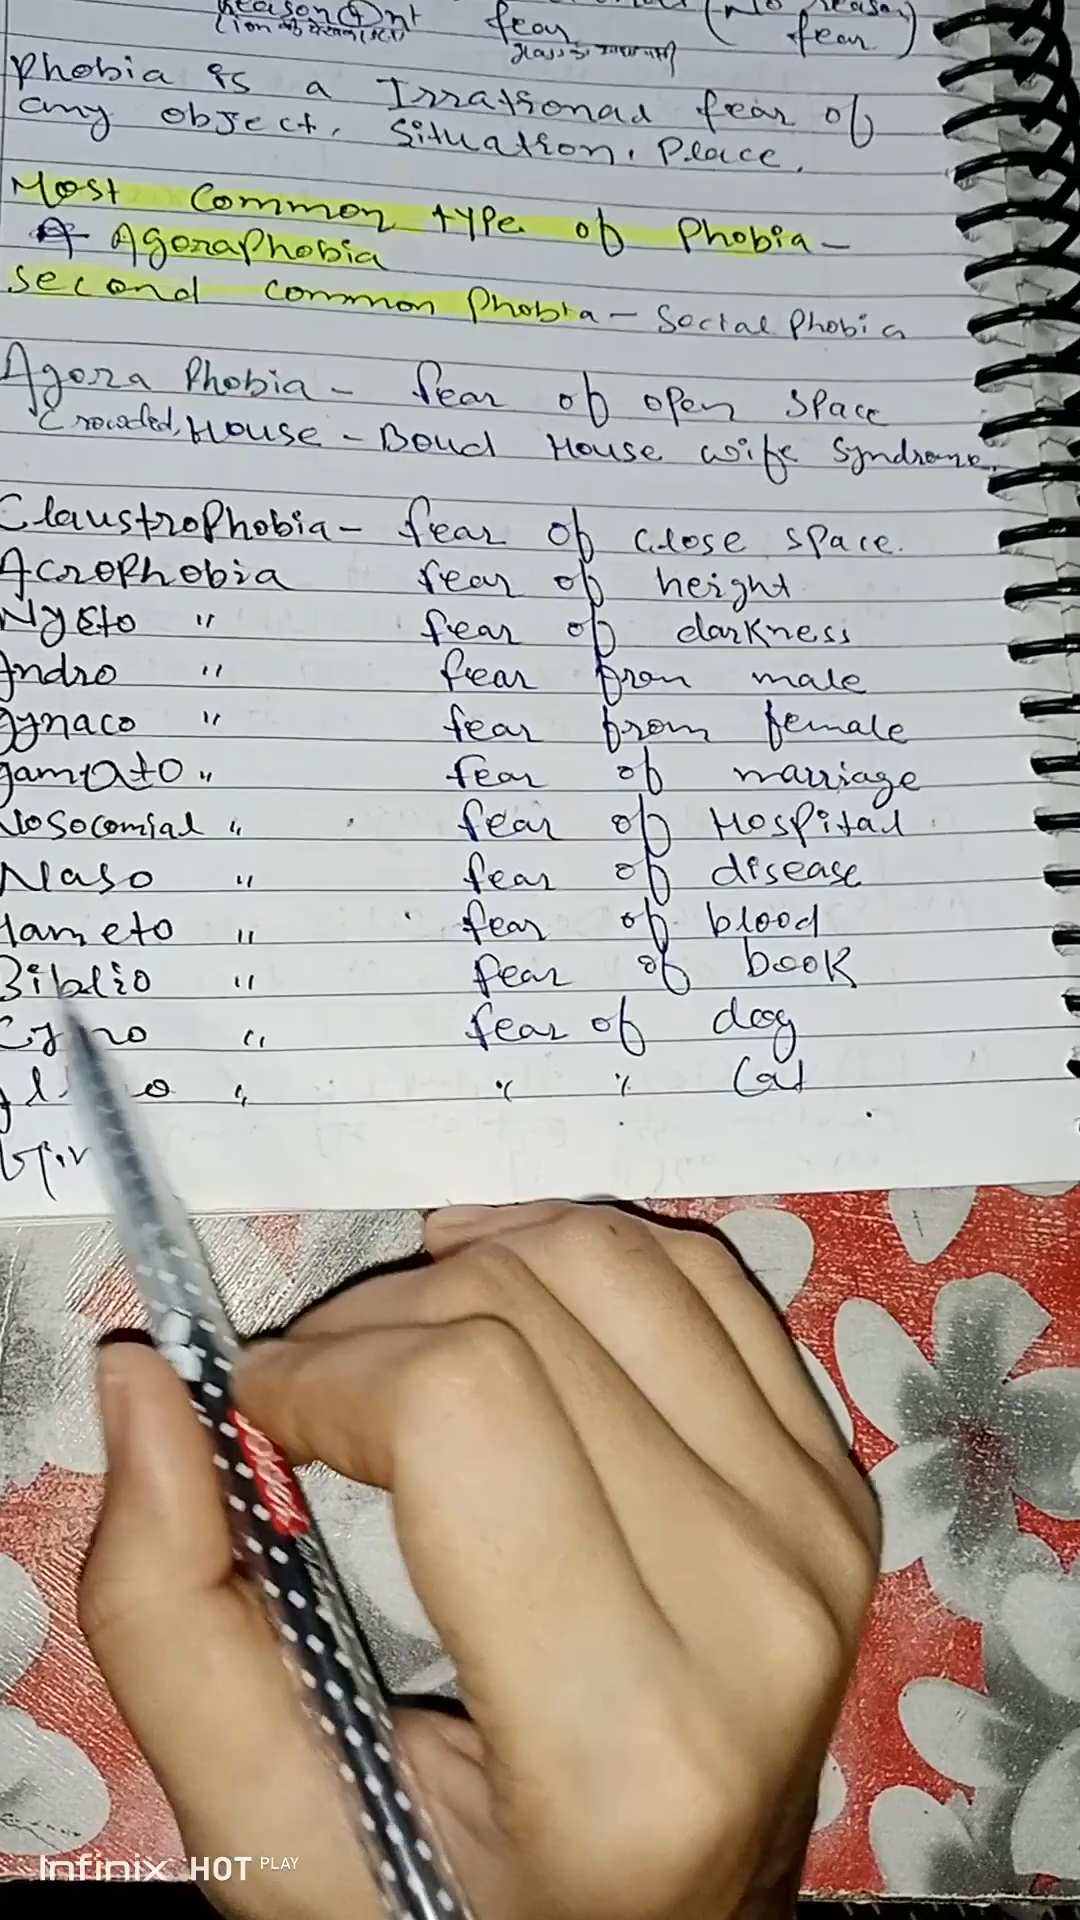 Reason
fear (No reason fear)
Phobia is a Irrational fear of
any object, Situation, Place.
Most Common type of Phobia -
AgoraPhobia
second common Phobia - Social Phobia
Agora Phobia - fear of open space
Crowded, House - Boud House wife Syndrome.
ClaustroPhobia - fear of close space.
AcroPhobia fear of height
Nycto " fear of darkness
Andro " fear from male
gynaco " fear from female
gamato " fear of marriage
Nosocomial " fear of Hospital
Naso " fear of disease
Hameto " fear of blood
Biblio " fear of book
fear of dog
" " " Cat
Infinix HOT PLAY